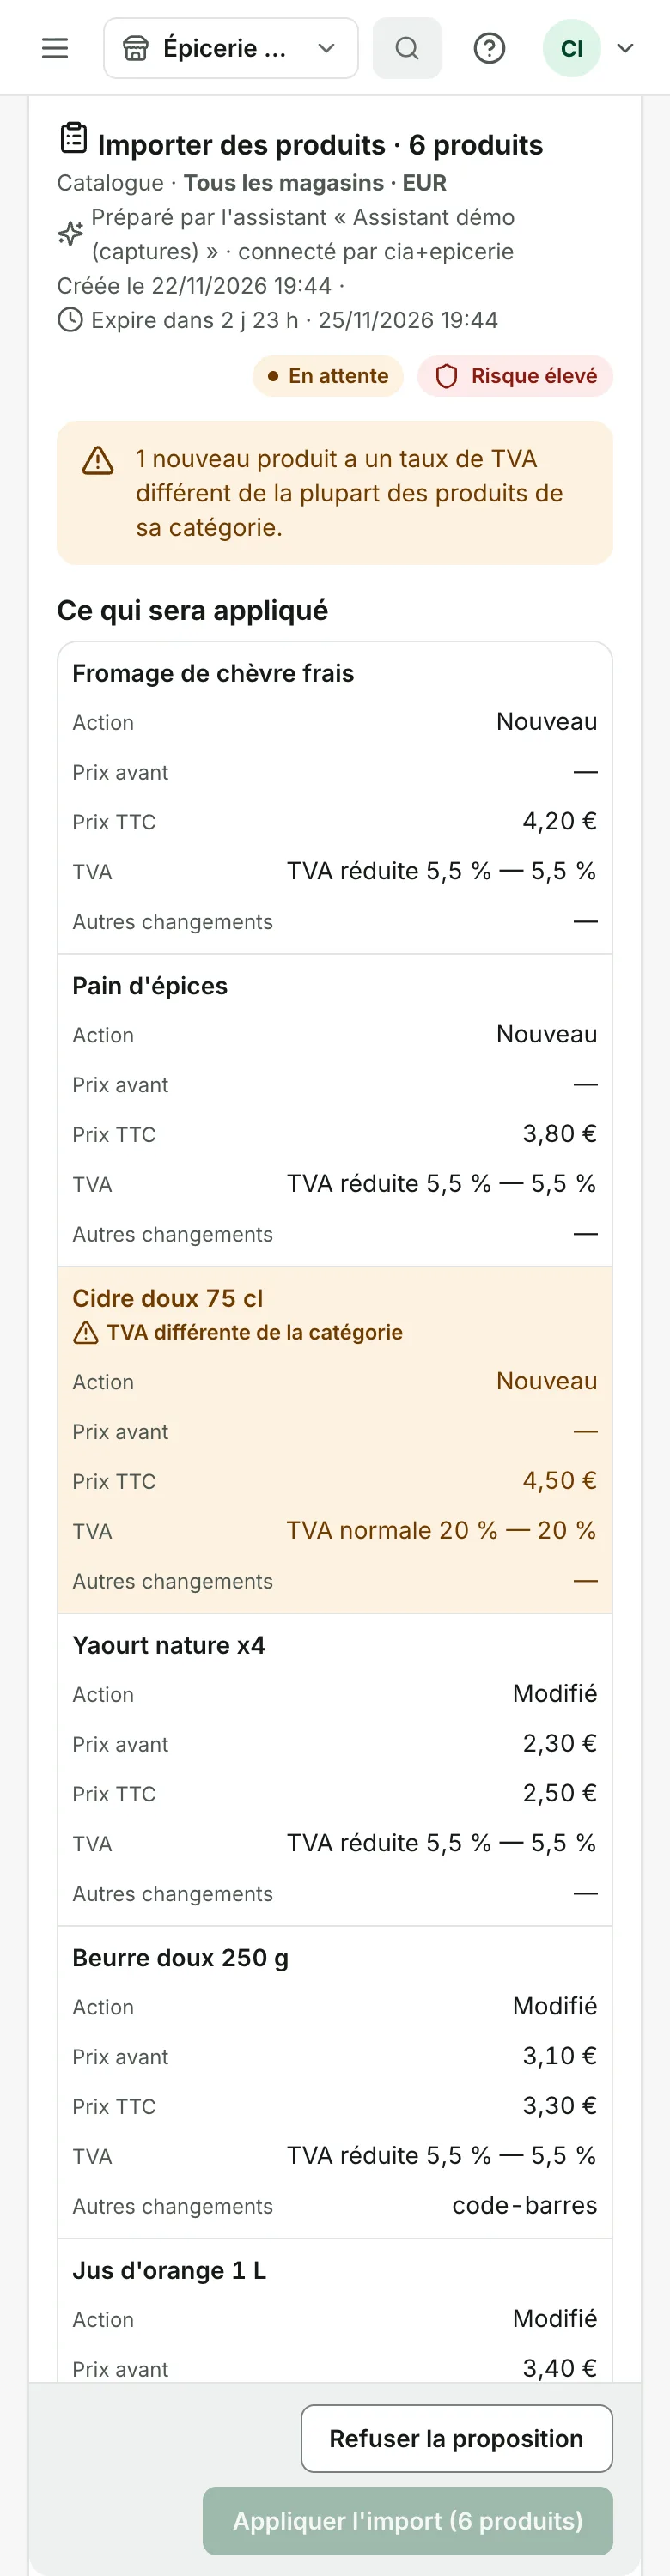 Épicerie ...
CI
Importer des produits · 6 produits
Catalogue · Tous les magasins · EUR
Préparé par l'assistant « Assistant démo
(captures) » · connecté par cia+epicerie
Créée le 22/11/2026 19:44 ·
Expire dans 2 j 23 h · 25/11/2026 19:44
En attente
Risque élevé
1 nouveau produit a un taux de TVA
différent de la plupart des produits de
sa catégorie.
Ce qui sera appliqué
Fromage de chèvre frais
Action Nouveau
Prix avant —
Prix TTC 4,20 €
TVA TVA réduite 5,5 % — 5,5 %
Autres changements —
Pain d'épices
Action Nouveau
Prix avant —
Prix TTC 3,80 €
TVA TVA réduite 5,5 % — 5,5 %
Autres changements —
Cidre doux 75 cl
TVA différente de la catégorie
Action Nouveau
Prix avant —
Prix TTC 4,50 €
TVA TVA normale 20 % — 20 %
Autres changements —
Yaourt nature x4
Action Modifié
Prix avant 2,30 €
Prix TTC 2,50 €
TVA TVA réduite 5,5 % — 5,5 %
Autres changements —
Beurre doux 250 g
Action Modifié
Prix avant 3,10 €
Prix TTC 3,30 €
TVA TVA réduite 5,5 % — 5,5 %
Autres changements code-barres
Jus d'orange 1 L
Action Modifié
Prix avant 3,40 €
Refuser la proposition
Appliquer l'import (6 produits)